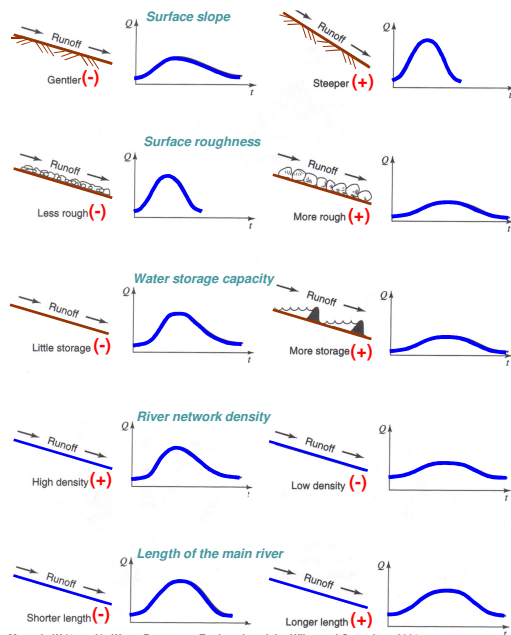 Surface slope
Runoff
Gentler (-)
Q
t
Runoff
Steeper (+)
Q
t
Surface roughness
Runoff
Less rough (-)
Q
t
Runoff
More rough (+)
Q
t
Water storage capacity
Runoff
Little storage (-)
Q
t
Runoff
More storage (+)
Q
t
River network density
Runoff
High density (+)
Q
Runoff
Low density (-)
Q
t
Length of the main river
Runoff
Shorter length (-)
Q
t
Runoff
Longer length (+)
Q
t